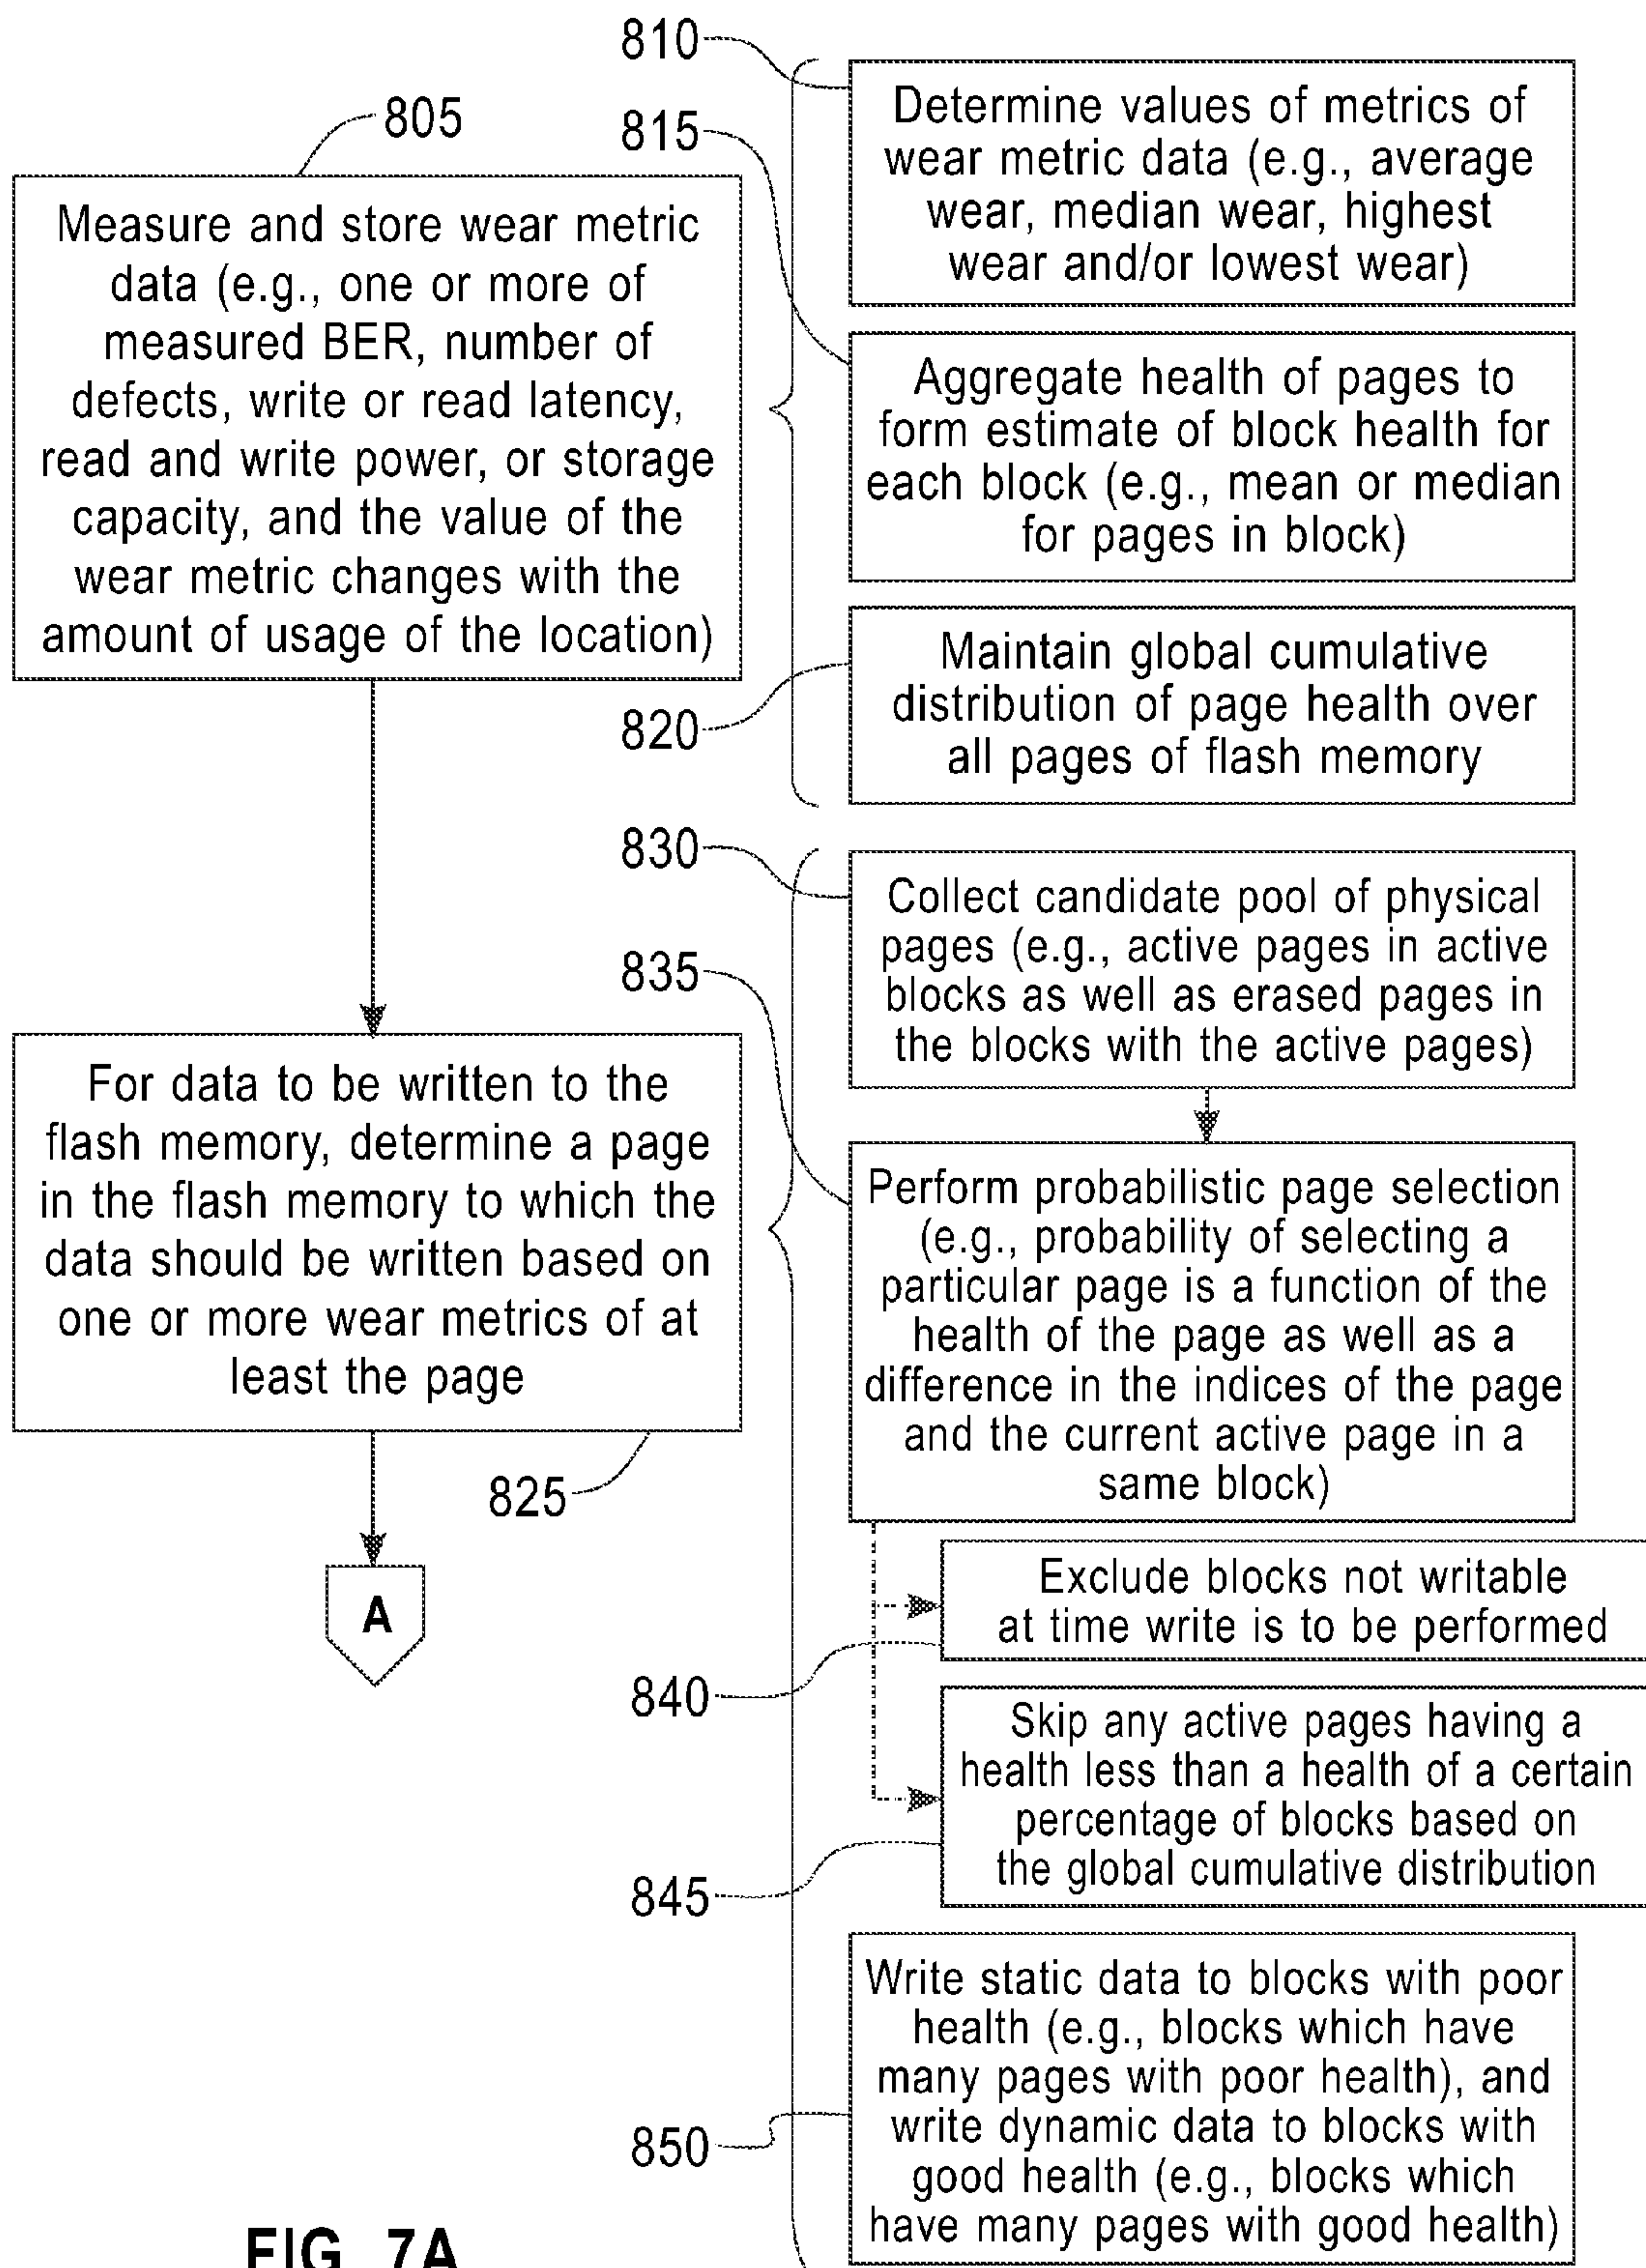 810
Determine values of metrics of
wear metric data (e.g., average
wear, median wear, highest
wear and/or lowest wear)
805
815
Measure and store wear metric
data (e.g., one or more of
measured BER, number of
defects, write or read latency,
read and write power, or storage
capacity, and the value of the
wear metric changes with the
amount of usage of the location)
Aggregate health of pages to
form estimate of block health for
each block (e.g., mean or median
for pages in block)
820
Maintain global cumulative
distribution of page health over
all pages of flash memory
830
Collect candidate pool of physical
pages (e.g., active pages in active
blocks as well as erased pages in
the blocks with the active pages)
835
For data to be written to the
flash memory, determine a page
in the flash memory to which the
data should be written based on
one or more wear metrics of at
least the page
825
A
Perform probabilistic page selection
(e.g., probability of selecting a
particular page is a function of the
health of the page as well as a
difference in the indices of the page
and the current active page in a
same block)
Exclude blocks not writable
at time write is to be performed
840
Skip any active pages having a
health less than a health of a certain
percentage of blocks based on
the global cumulative distribution
845
Write static data to blocks with poor
health (e.g., blocks which have
many pages with poor health), and
write dynamic data to blocks with
good health (e.g., blocks which
have many pages with good health)
850
FIG. 7A